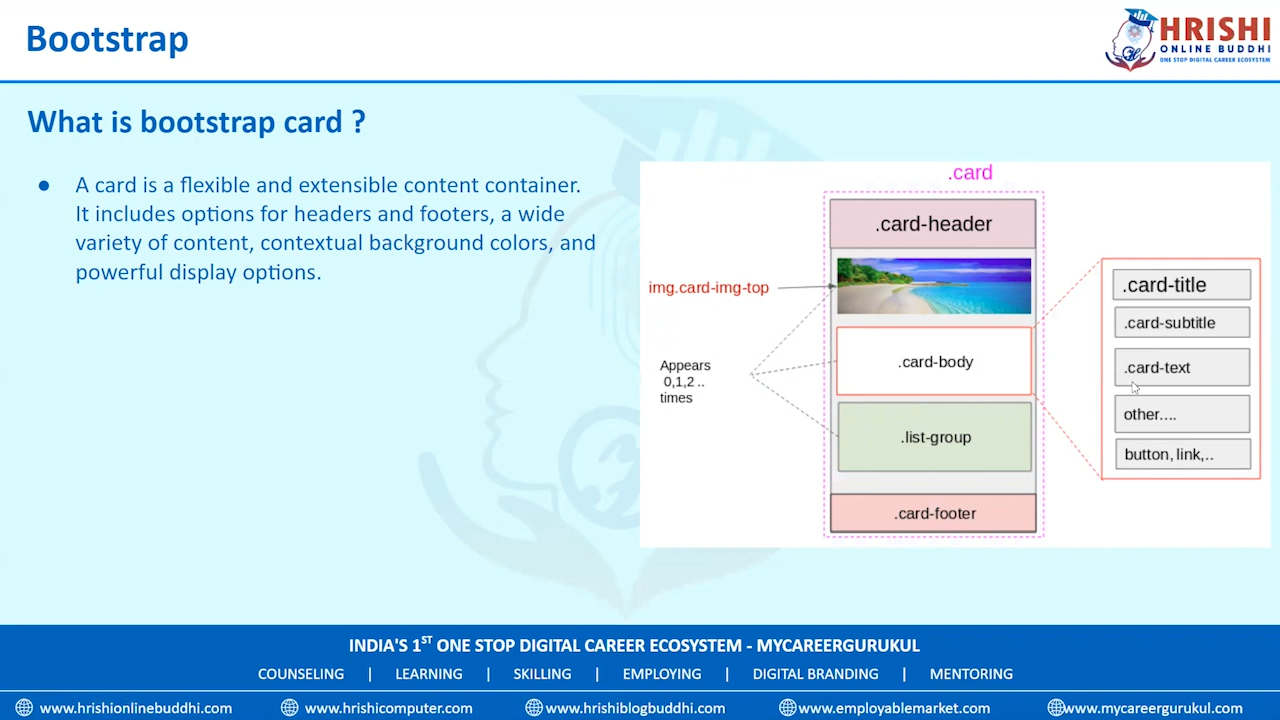 Bootstrap
HRISHI
ONLINE BUDDHI
ONE STOP DIGITAL CAREER ECOSYSTEM
What is bootstrap card ?
● A card is a flexible and extensible content container.
It includes options for headers and footers, a wide
variety of content, contextual background colors, and
powerful display options.
.card
.card-header
img.card-img-top
.card-body
Appears
0,1,2 ..
times
.list-group
.card-footer
.card-title
.card-subtitle
.card-text
other....
button, link,..
INDIA'S 1ST ONE STOP DIGITAL CAREER ECOSYSTEM - MYCAREERGURUKUL
COUNSELING | LEARNING | SKILLING | EMPLOYING | DIGITAL BRANDING | MENTORING
www.hrishionlinebuddhi.com www.hrishicomputer.com www.hrishiblogbuddhi.com www.employablemarket.com www.mycareergurukul.com